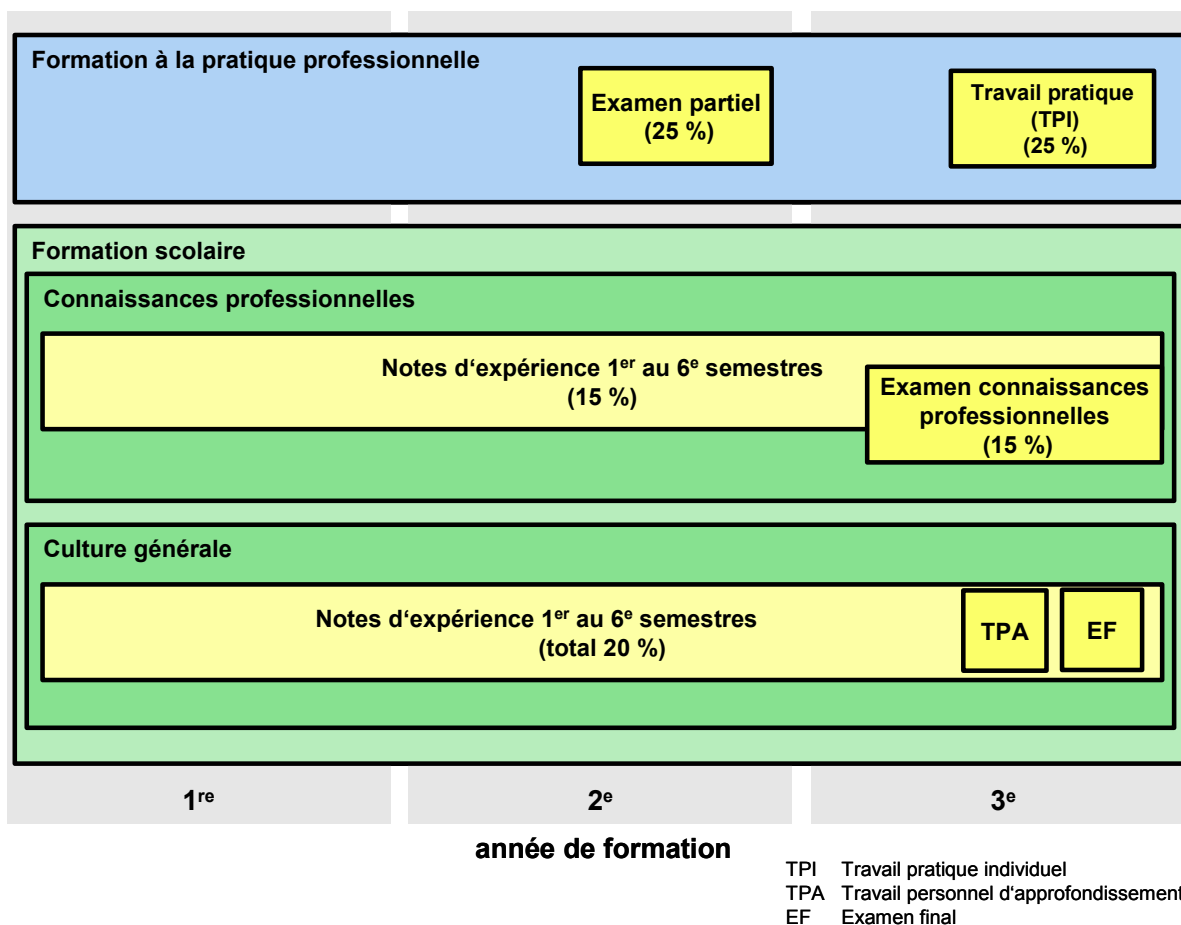 Formation à la pratique professionnelle
Examen partiel
(25 %)
Travail pratique
(TPI)
(25 %)
Formation scolaire
Connaissances professionnelles
Notes d‘expérience 1er au 6e semestres
(15 %)
Examen connaissances
professionnelles
(15 %)
Culture générale
Notes d‘expérience 1er au 6e semestres
(total 20 %)
TPA
EF
1re
2e
3e
année de formation
TPI Travail pratique individuel
TPA Travail personnel d‘approfondissement
EF Examen final